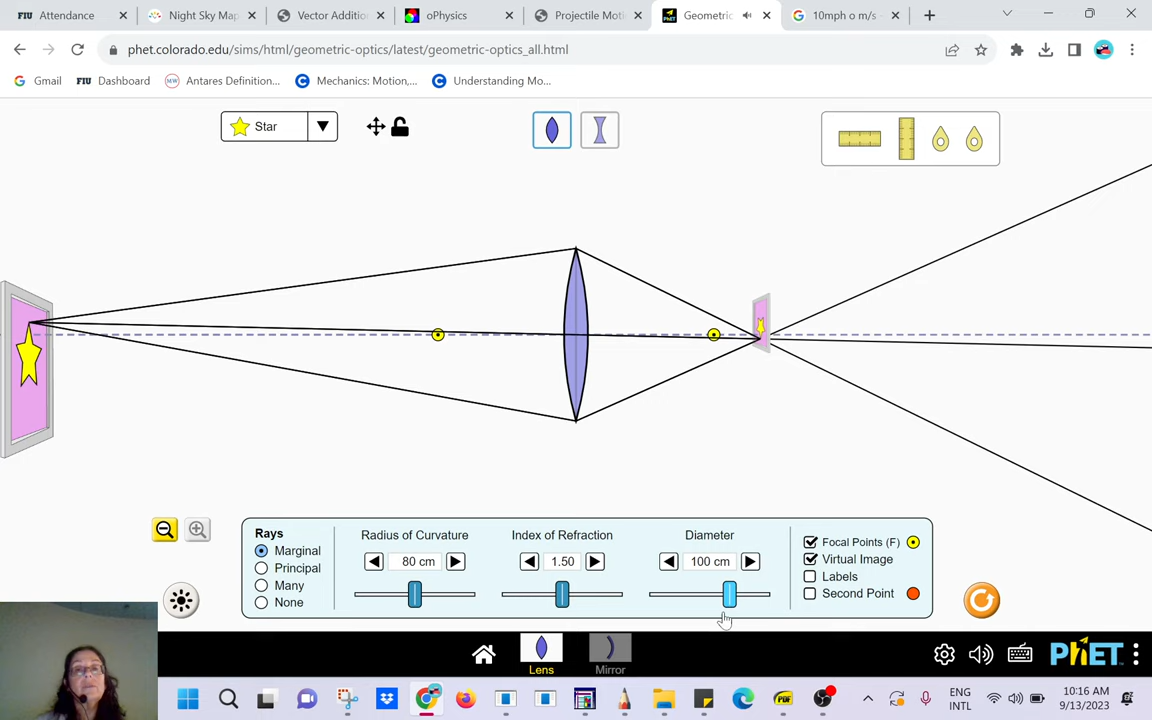 FIU Attendance
Night Sky Map
Vector Additio
oPhysics
Projectile Moti
Geometric
10mph o m/s
phet.colorado.edu/sims/html/geometric-optics/latest/geometric-optics_all.html
Gmail
FIU Dashboard
MW Antares Definition...
Mechanics: Motion,...
Understanding Mo...
Star
Rays
Marginal
Principal
Many
None
Radius of Curvature
80 cm
Index of Refraction
1.50
Diameter
100 cm
Focal Points (F)
Virtual Image
Labels
Second Point
Lens
Mirror
PhET
ENG
INTL
10:16 AM
9/13/2023